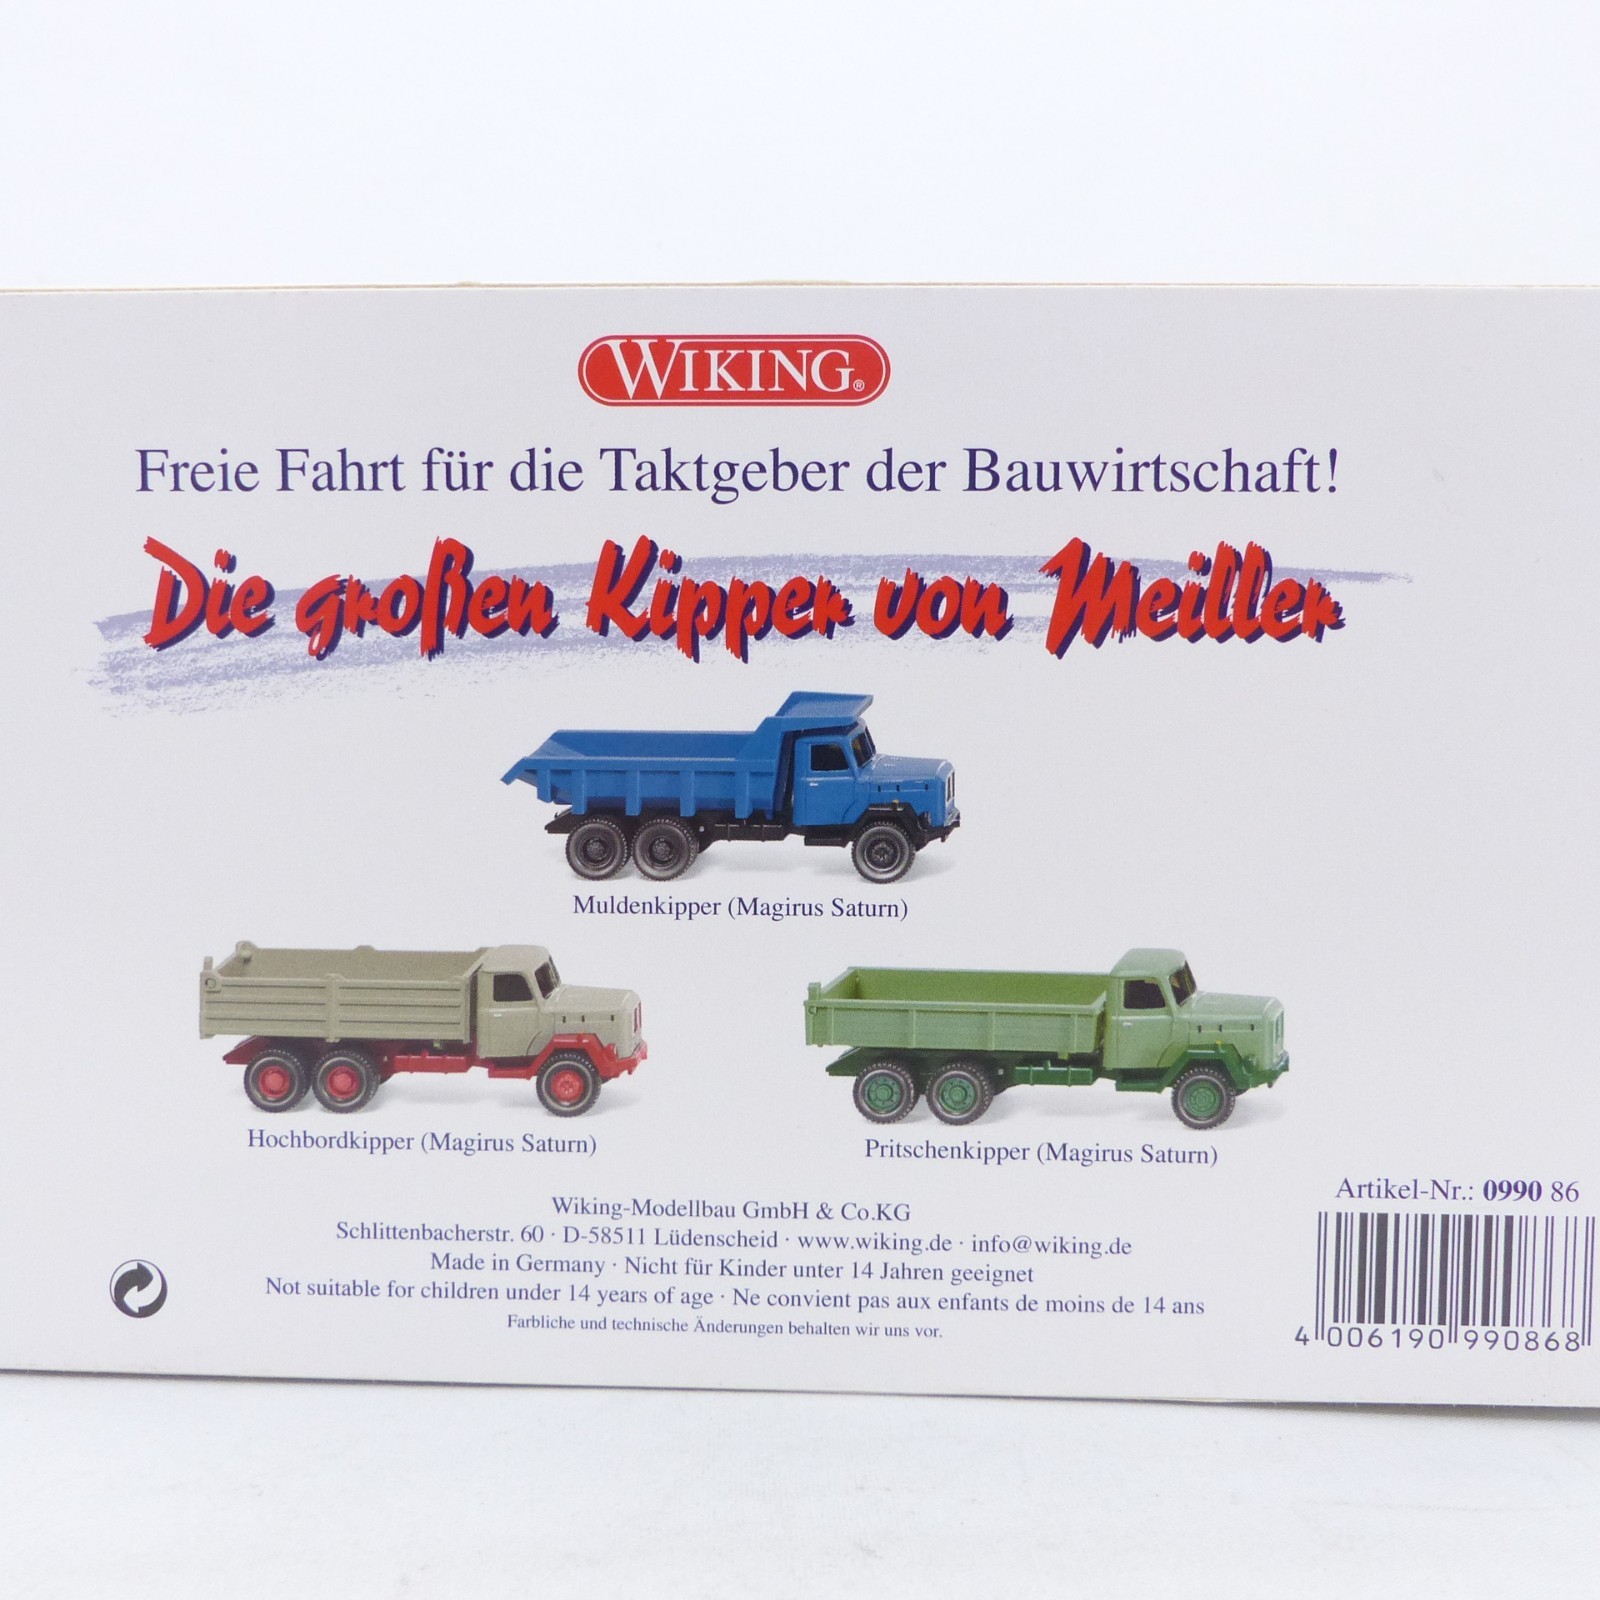 WIKING®
Freie Fahrt für die Taktgeber der Bauwirtschaft!
Die großen Kipper von Meiller
Muldenkipper (Magirus Saturn)
Hochbordkipper (Magirus Saturn)
Pritschenkipper (Magirus Saturn)
Artikel-Nr.: 0990 86
Wiking-Modellbau GmbH & Co.KG
Schlittenbacherstr. 60 · D-58511 Lüdenscheid · www.wiking.de · info@wiking.de
Made in Germany · Nicht für Kinder unter 14 Jahren geeignet
Not suitable for children under 14 years of age · Ne convient pas aux enfants de moins de 14 ans
Farbliche und technische Änderungen behalten wir uns vor.
4 006190 990868